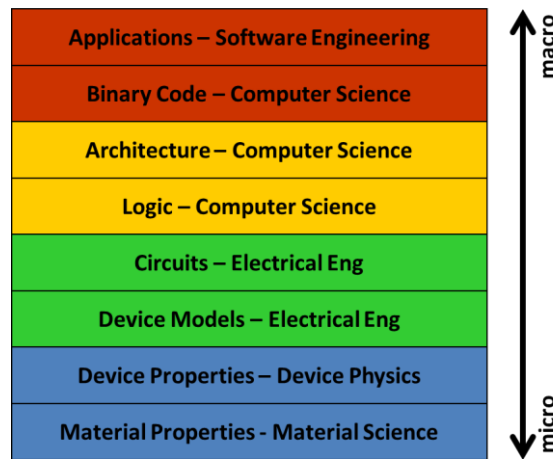 Applications – Software Engineering
Binary Code – Computer Science
Architecture – Computer Science
Logic – Computer Science
Circuits – Electrical Eng
Device Models – Electrical Eng
Device Properties – Device Physics
Material Properties - Material Science
macro
micro